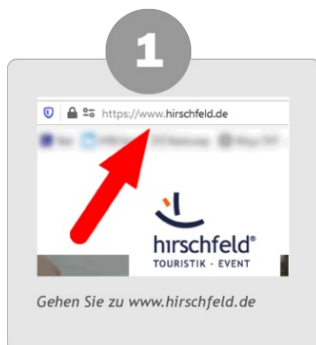 1
https://www.hirschfeld.de
hirschfeld®
TOURISTIK - EVENT
Gehen Sie zu www.hirschfeld.de